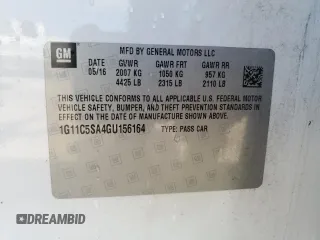 GM
MFD BY GENERAL MOTORS LLC
DATE GVWR GAWR FRT GAWR RR
05/16 2007 KG 1050 KG 957 KG
4425 LB 2315 LB 2110 LB
THIS VEHICLE CONFORMS TO ALL APPLICABLE U.S. FEDERAL MOTOR
VEHICLE SAFETY, BUMPER, AND THEFT PREVENTION STANDARDS IN
EFFECT ON THE DATE OF MANUFACTURE SHOWN ABOVE.
1G11C5SA4GU156164 TYPE: PASS CAR
DREAMBID